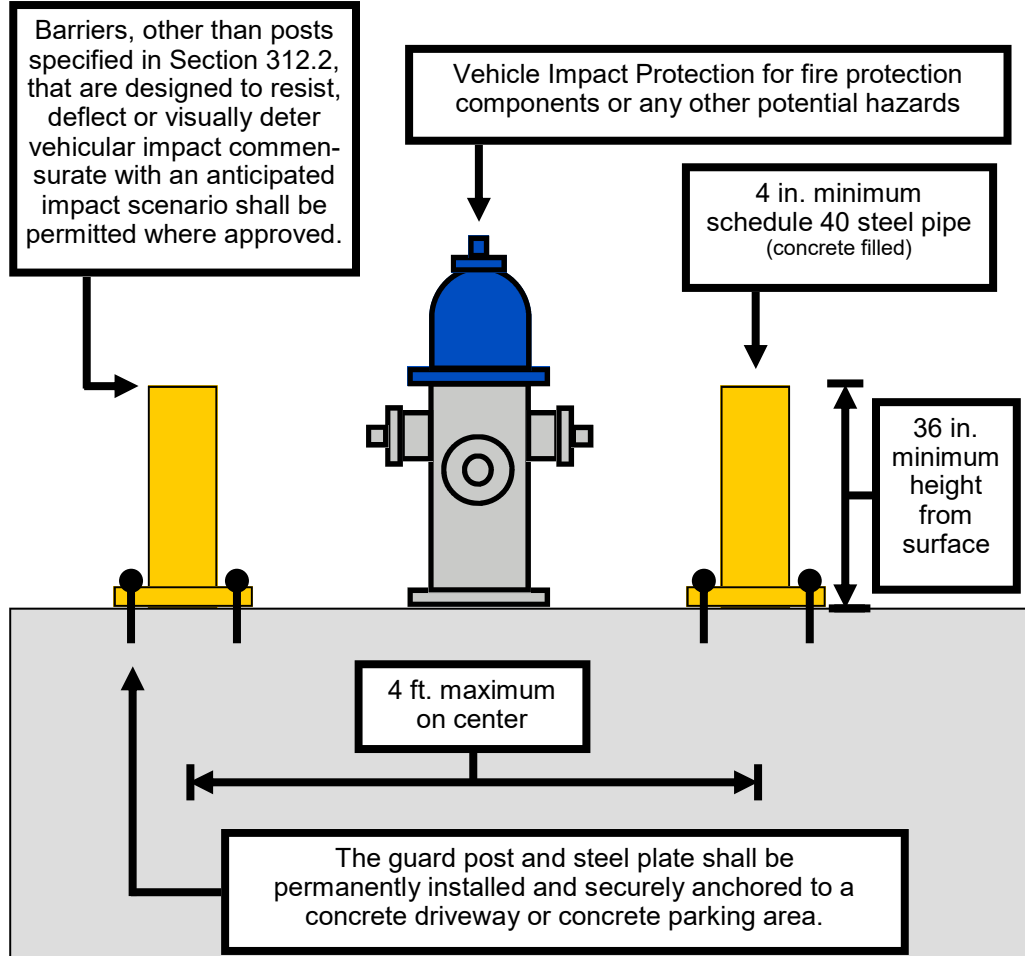 Barriers, other than posts
specified in Section 312.2,
that are designed to resist,
deflect or visually deter
vehicular impact commen-
surate with an anticipated
impact scenario shall be
permitted where approved.
Vehicle Impact Protection for fire protection
components or any other potential hazards
4 in. minimum
schedule 40 steel pipe
(concrete filled)
36 in.
minimum
height
from
surface
4 ft. maximum
on center
The guard post and steel plate shall be
permanently installed and securely anchored to a
concrete driveway or concrete parking area.